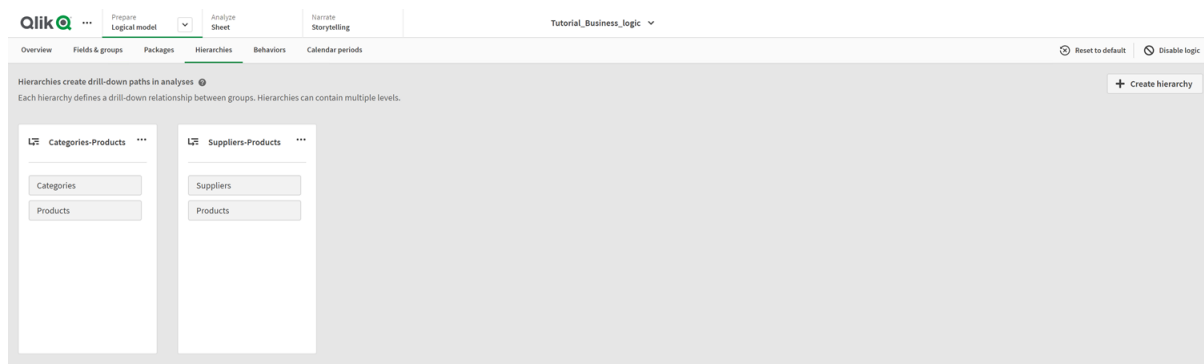 Qlik
Prepare
Logical model
Analyze
Sheet
Narrate
Storytelling
Tutorial_Business_logic
Overview
Fields & groups
Packages
Hierarchies
Behaviors
Calendar periods
Reset to default
Disable logic
Hierarchies create drill-down paths in analyses
Each hierarchy defines a drill-down relationship between groups. Hierarchies can contain multiple levels.
Create hierarchy
Categories-Products
Categories
Products
Suppliers-Products
Suppliers
Products